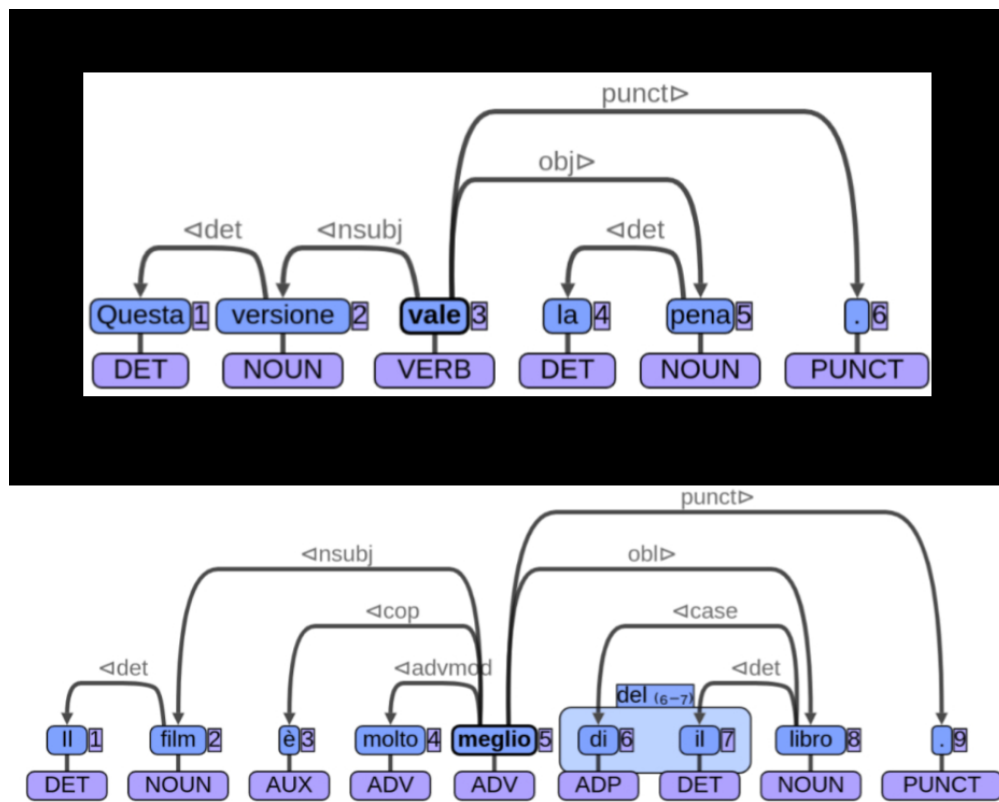 punct⊳
obj⊳
⊲det ⊲nsubj ⊲det
Questa 1 versione 2 vale 3 la 4 pena 5 . 6
DET NOUN VERB DET NOUN PUNCT
punct⊳
⊲nsubj obl⊳
⊲cop ⊲case
⊲det ⊲advmod ⊲det
del (6-7)
Il 1 film 2 è 3 molto 4 meglio 5 di 6 il 7 libro 8 . 9
DET NOUN AUX ADV ADV ADP DET NOUN PUNCT